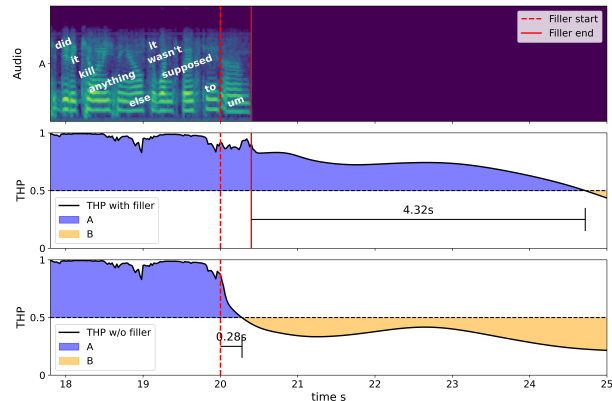 Filler start
Filler end
Audio
A
did
it
kill
anything
else
it
wasn't
supposed
to
um
1
0.5
0
THP
THP with filler
A
B
4.32s
1
0.5
0
THP
THP w/o filler
A
B
0.28s
18 19 20 21 22 23 24 25
time s